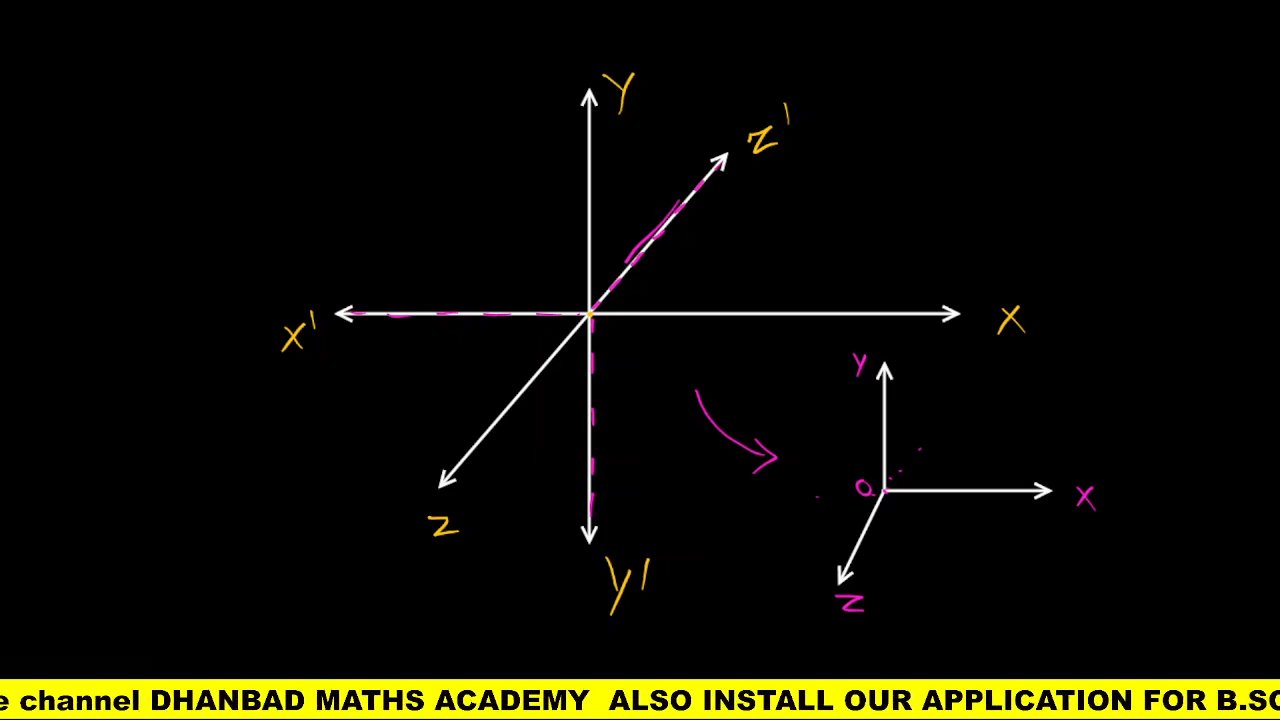 Y
Z'
X'
X
Y
O
X
Z
Z
Y'
e channel DHANBAD MATHS ACADEMY ALSO INSTALL OUR APPLICATION FOR B.SC